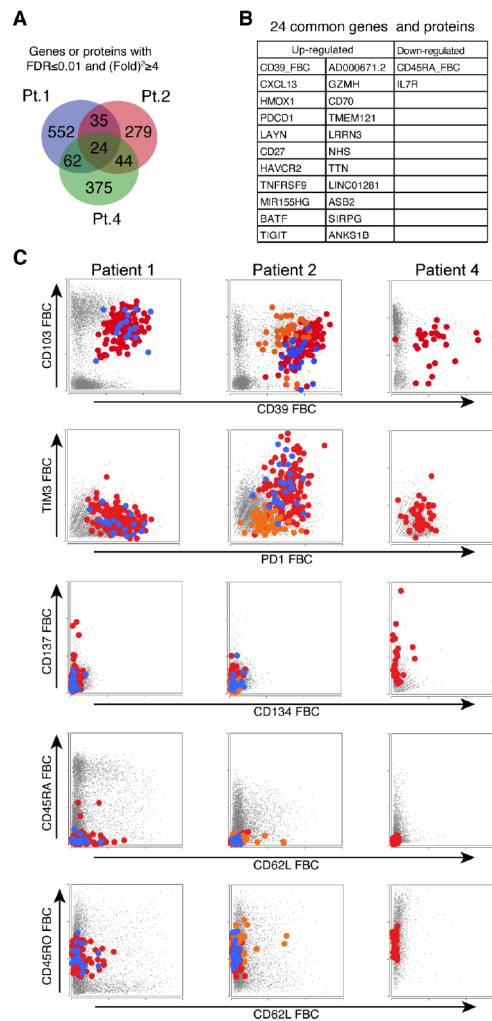 A
Genes or proteins with
FDR≤0.01 and (Fold)²≥4
Pt.1
Pt.2
552
35
279
24
62
44
375
Pt.4
B
24 common genes and proteins
Up-regulated
Down-regulated
CD39_FBC AD000671.2 CD45RA_FBC
CXCL13 GZMH IL7R
HMOX1 CD70
PDCD1 TMEM121
LAYN LRRN3
CD27 NHS
HAVCR2 TTN
TNFRSF9 LINC01281
MIR155HG ASB2
BATF SIRPG
TIGIT ANKS1B
C
Patient 1 Patient 2 Patient 4
CD103 FBC
CD39 FBC
TIM3 FBC
PD1 FBC
CD137 FBC
CD134 FBC
CD45RA FBC
CD62L FBC
CD45RO FBC
CD62L FBC